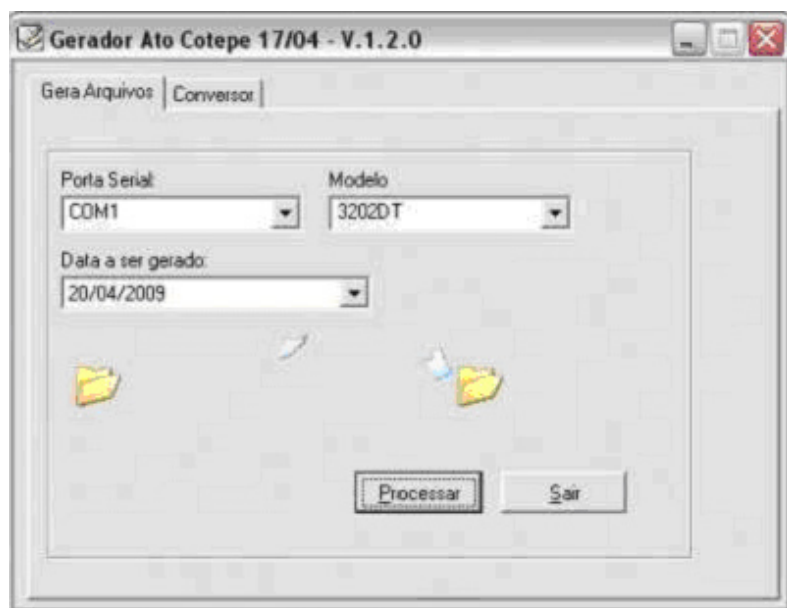 Gerador Ato Cotepe 17/04 - V.1.2.0
Gera Arquivos Conversor
Porta Serial: Modelo
COM1 3202DT
Data a ser gerado:
20/04/2009
Processar Sair